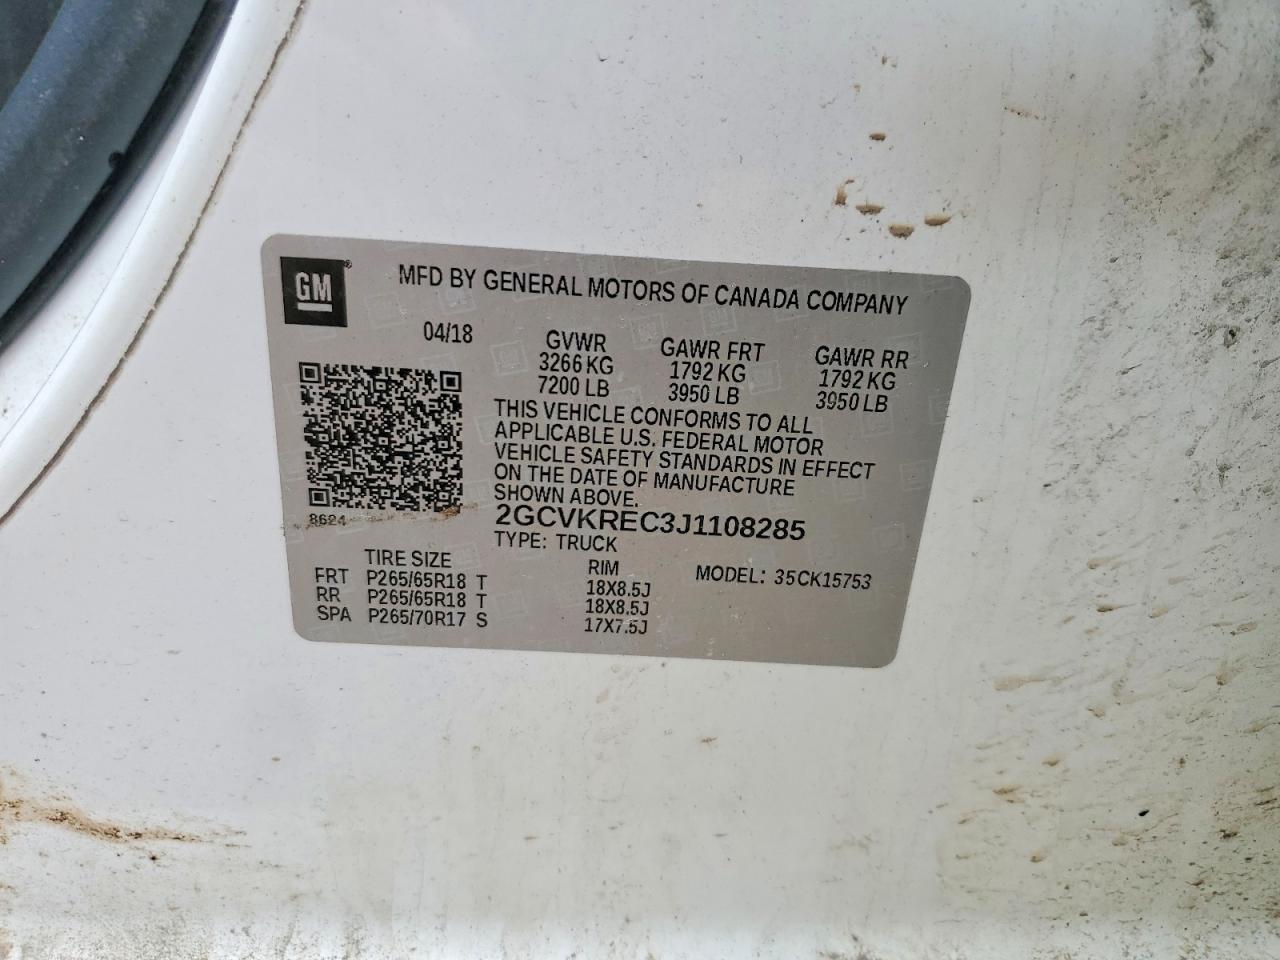 GM®
MFD BY GENERAL MOTORS OF CANADA COMPANY
04/18
GVWR GAWR FRT GAWR RR
3266 KG 1792 KG 1792 KG
7200 LB 3950 LB 3950 LB
THIS VEHICLE CONFORMS TO ALL
APPLICABLE U.S. FEDERAL MOTOR
VEHICLE SAFETY STANDARDS IN EFFECT
ON THE DATE OF MANUFACTURE
SHOWN ABOVE.
8624
2GCVKREC3J1108285
TYPE: TRUCK
TIRE SIZE RIM MODEL: 35CK15753
FRT P265/65R18 T 18X8.5J
RR P265/65R18 T 18X8.5J
SPA P265/70R17 S 17X7.5J